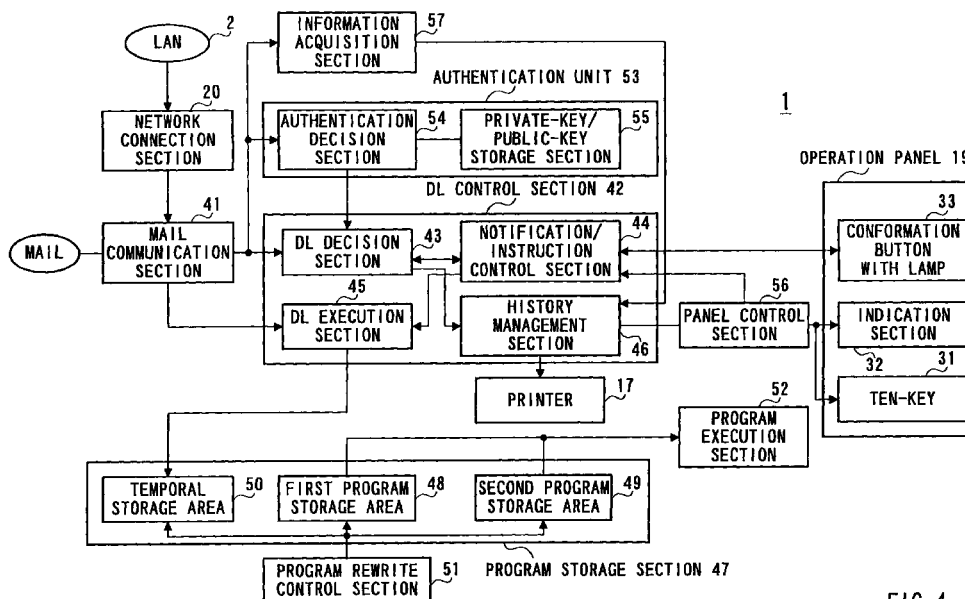 LAN
2
INFORMATION
ACQUISITION
SECTION
57
AUTHENTICATION UNIT 53
1
20
NETWORK
CONNECTION
SECTION
AUTHENTICATION
DECISION
SECTION
54
PRIVATE-KEY/
PUBLIC-KEY
STORAGE SECTION
55
OPERATION PANEL 19
DL CONTROL SECTION 42
41
MAIL
MAIL
COMMUNICATION
SECTION
DL DECISION
SECTION
43
NOTIFICATION/
INSTRUCTION
CONTROL SECTION
44
33
CONFORMATION
BUTTON
WITH LAMP
45
DL EXECUTION
SECTION
HISTORY
MANAGEMENT
SECTION
46
56
PANEL CONTROL
SECTION
INDICATION
SECTION
32
31
TEN-KEY
PRINTER
17
52
PROGRAM
EXECUTION
SECTION
TEMPORAL
STORAGE AREA
50
FIRST PROGRAM
STORAGE AREA
48
SECOND PROGRAM
STORAGE AREA
49
PROGRAM REWRITE
CONTROL SECTION
51
PROGRAM STORAGE SECTION 47